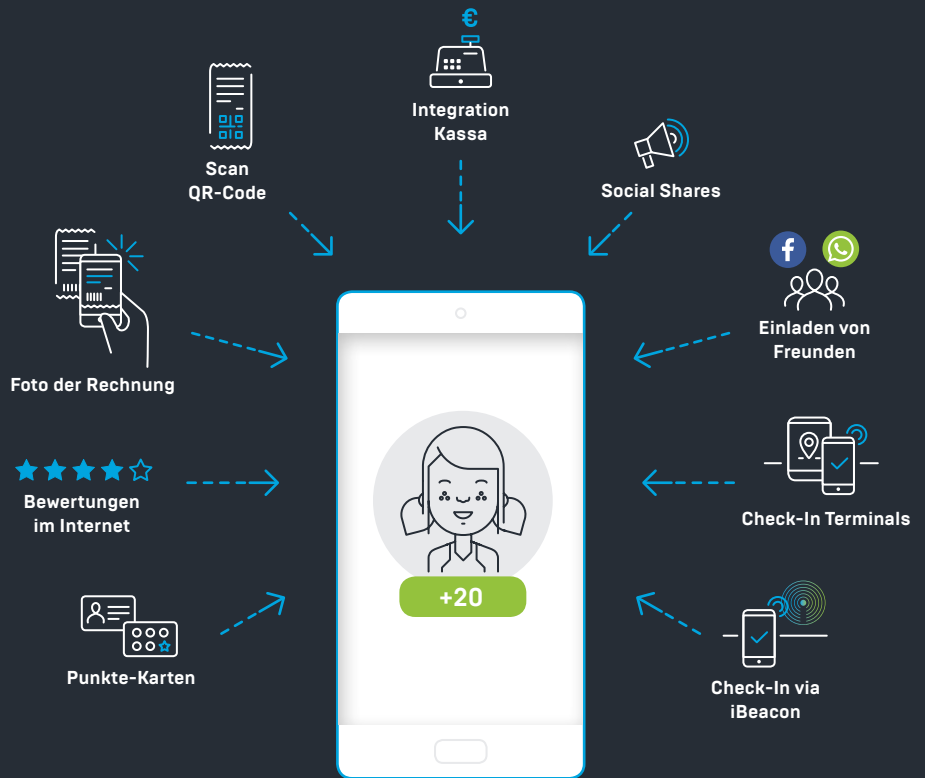 €
Integration
Kassa
Scan
QR-Code
Social Shares
Foto der Rechnung
Einladen von
Freunden
Bewertungen
im Internet
Check-In Terminals
+20
Punkte-Karten
Check-In via
iBeacon